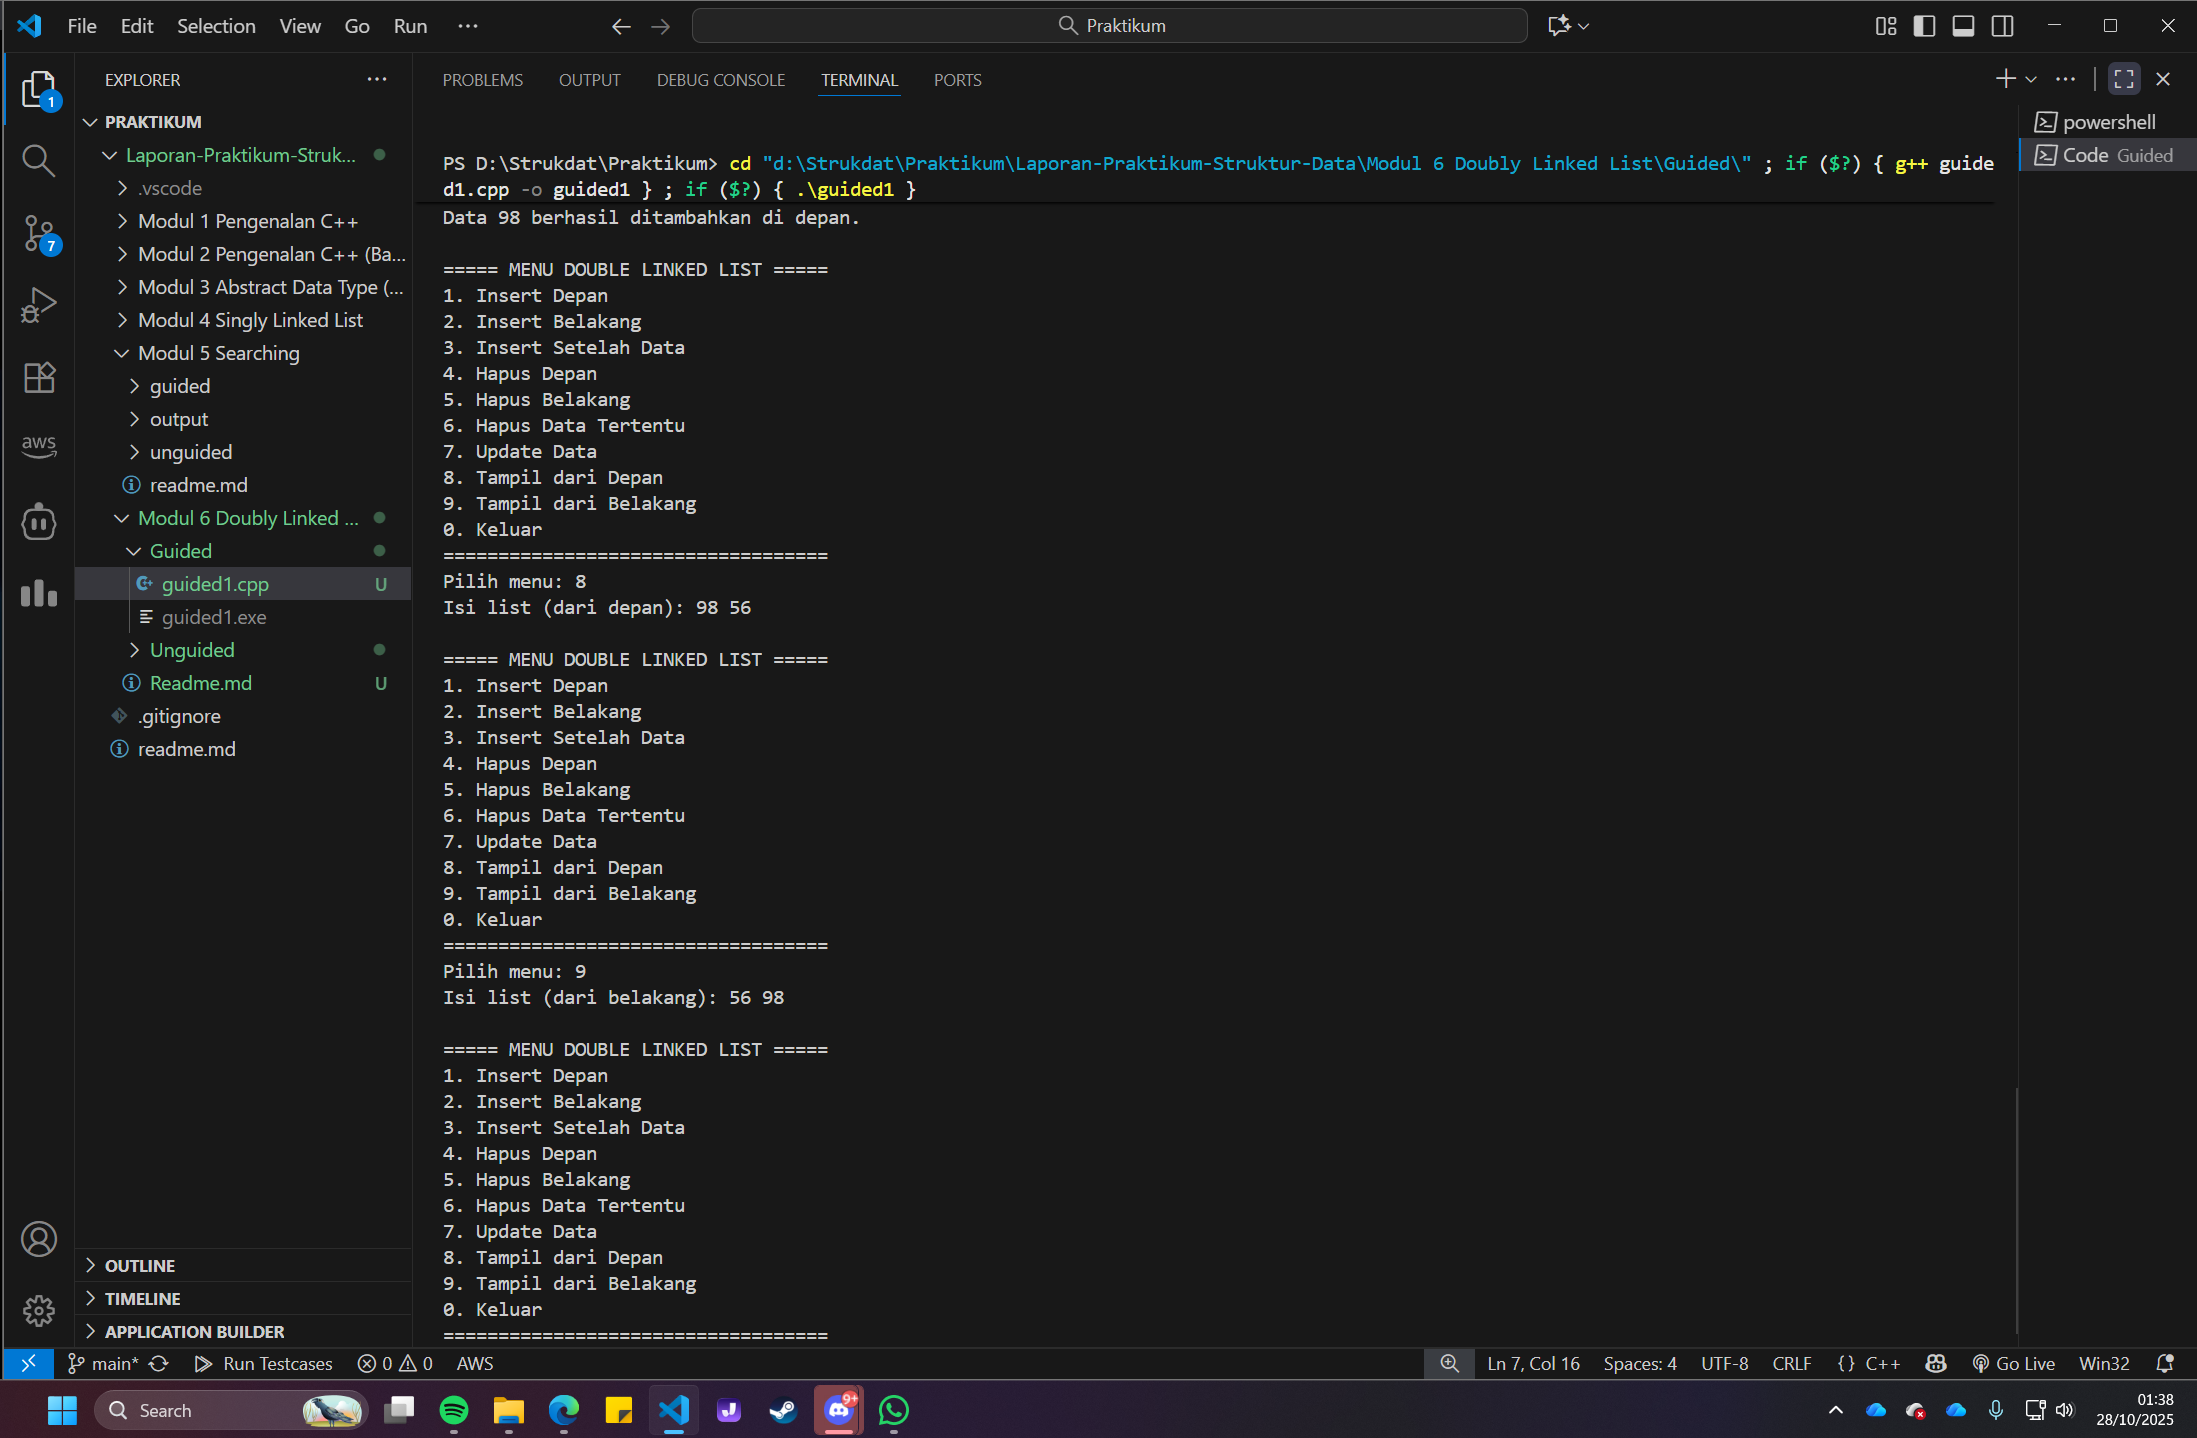 File Edit Selection View Go Run ··· Praktikum
EXPLORER ···
PRAKTIKUM
Laporan-Praktikum-Struk...
.vscode
Modul 1 Pengenalan C++
Modul 2 Pengenalan C++ (Ba...
Modul 3 Abstract Data Type (...
Modul 4 Singly Linked List
Modul 5 Searching
guided
output
unguided
readme.md
Modul 6 Doubly Linked ...
Guided
guided1.cpp U
guided1.exe
Unguided
Readme.md U
.gitignore
readme.md
OUTLINE
TIMELINE
APPLICATION BUILDER
1
7
aws
PROBLEMS OUTPUT DEBUG CONSOLE TERMINAL PORTS
powershell
Code Guided
PS D:\Strukdat\Praktikum> cd "d:\Strukdat\Praktikum\Laporan-Praktikum-Struktur-Data\Modul 6 Doubly Linked List\Guided\" ; if ($?) { g++ guide
d1.cpp -o guided1 } ; if ($?) { .\guided1 }
Data 98 berhasil ditambahkan di depan.
===== MENU DOUBLE LINKED LIST =====
1. Insert Depan
2. Insert Belakang
3. Insert Setelah Data
4. Hapus Depan
5. Hapus Belakang
6. Hapus Data Tertentu
7. Update Data
8. Tampil dari Depan
9. Tampil dari Belakang
0. Keluar
===================================
Pilih menu: 8
Isi list (dari depan): 98 56
===== MENU DOUBLE LINKED LIST =====
1. Insert Depan
2. Insert Belakang
3. Insert Setelah Data
4. Hapus Depan
5. Hapus Belakang
6. Hapus Data Tertentu
7. Update Data
8. Tampil dari Depan
9. Tampil dari Belakang
0. Keluar
===================================
Pilih menu: 9
Isi list (dari belakang): 56 98
===== MENU DOUBLE LINKED LIST =====
1. Insert Depan
2. Insert Belakang
3. Insert Setelah Data
4. Hapus Depan
5. Hapus Belakang
6. Hapus Data Tertentu
7. Update Data
8. Tampil dari Depan
9. Tampil dari Belakang
0. Keluar
===================================
main* Run Testcases 0 0 AWS Ln 7, Col 16 Spaces: 4 UTF-8 CRLF {} C++ Go Live Win32
Search 9+ 01:38
28/10/2025